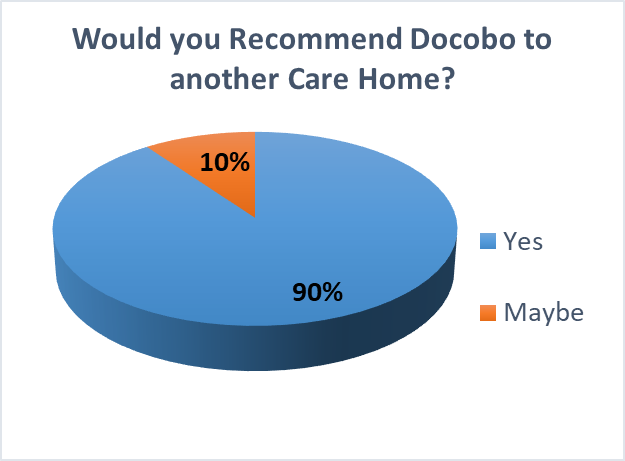 Would you Recommend Docobo to
another Care Home?
10%
90%
Yes
Maybe